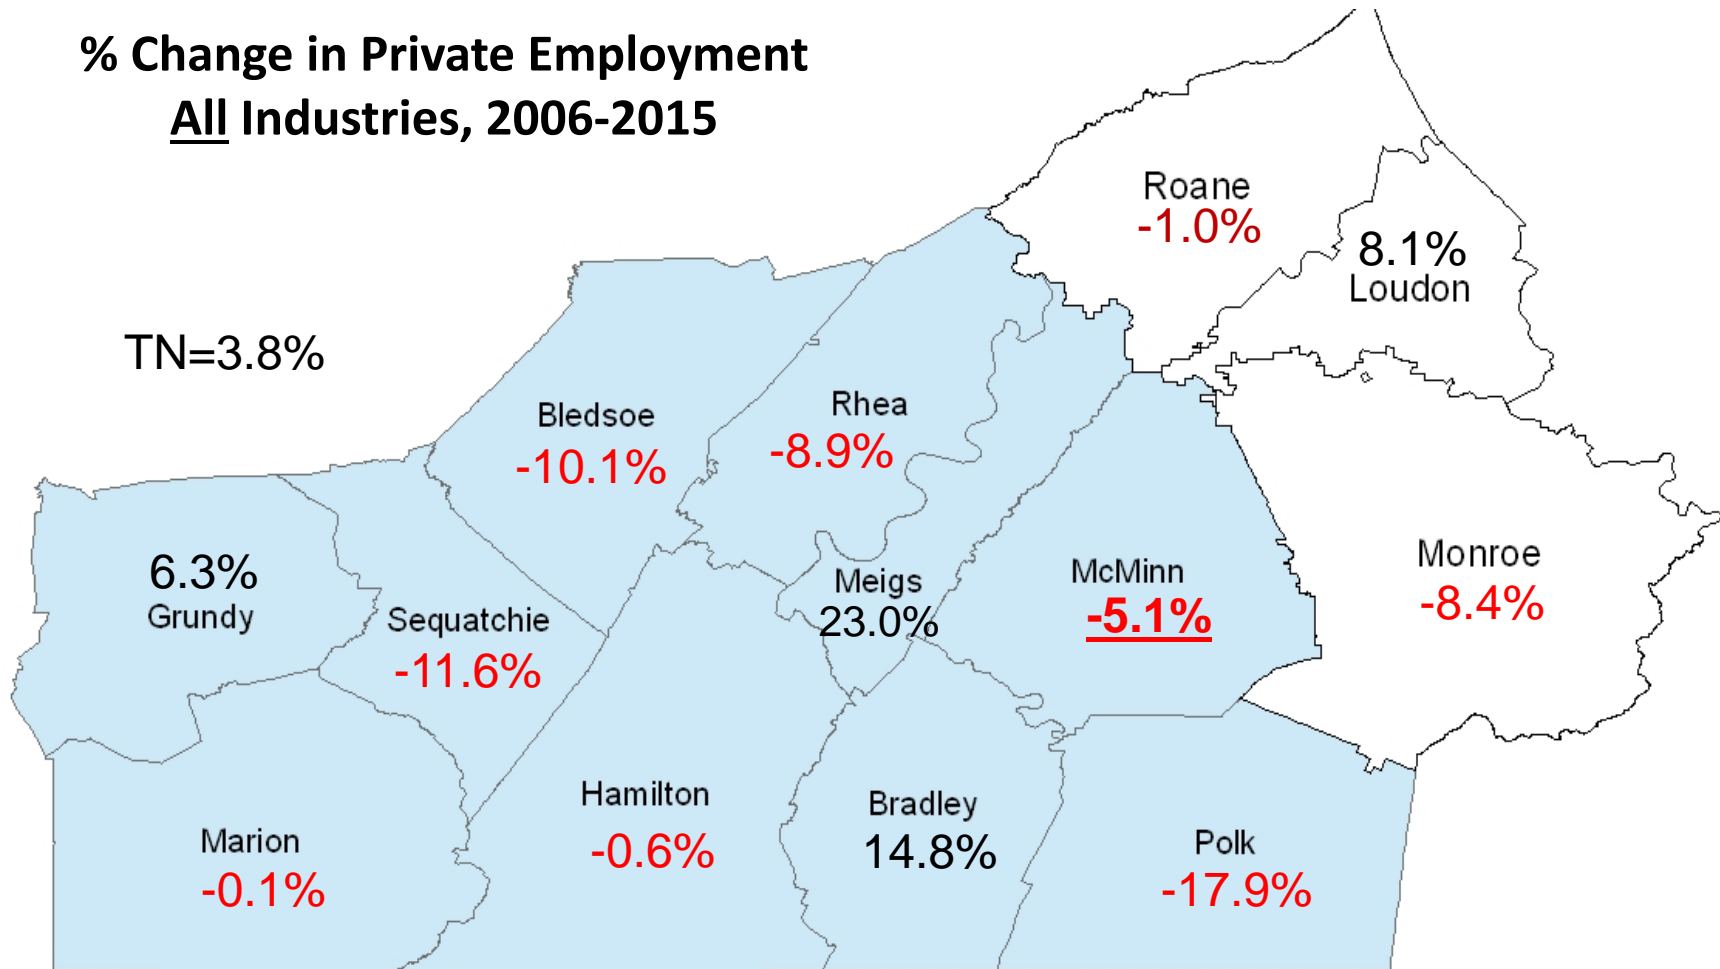 % Change in Private Employment
All Industries, 2006-2015
Roane
-1.0%
8.1%
Loudon
TN=3.8%
Bledsoe
-10.1%
Rhea
-8.9%
6.3%
Grundy
Sequatchie
-11.6%
Meigs
23.0%
McMinn
-5.1%
Monroe
-8.4%
Marion
-0.1%
Hamilton
-0.6%
Bradley
14.8%
Polk
-17.9%